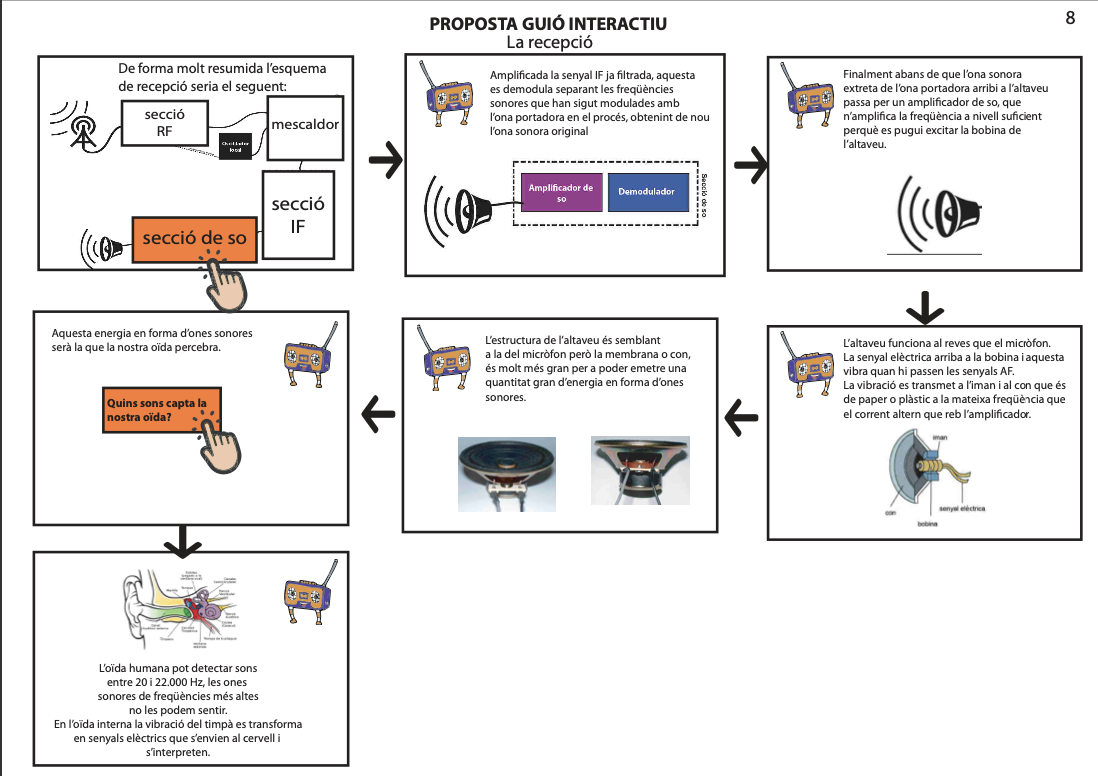 8
PROPOSTA GUIÓ INTERACTIU
La recepció
De forma molt resumida l'esquema
de recepció seria el seguent:
secció
RF
Oscil·lador
local
mescaldor
secció
IF
secció de so
Amplificada la senyal IF ja filtrada, aquesta
es demodula separant les freqüències
sonores que han sigut modulades amb
l'ona portadora en el procés, obtenint de nou
l'ona sonora original
Amplificador de
so
Demodulador
Secció de so
Finalment abans de que l'ona sonora
extreta de l'ona portadora arribi a l'altaveu
passa per un amplificador de so, que
n'amplifica la freqüència a nivell suficient
perquè es pugui excitar la bobina de
l'altaveu.
L'altaveu funciona al reves que el micròfon.
La senyal elèctrica arriba a la bobina i aquesta
vibra quan hi passen les senyals AF.
La vibració es transmet a l'iman i al con que és
de paper o plàstic a la mateixa freqüència que
el corrent altern que reb l'amplificador.
iman
con
senyal elèctrica
bobina
L'estructura de l'altaveu és semblant
a la del micròfon però la membrana o con,
és molt més gran per a poder emetre una
quantitat gran d'energia en forma d'ones
sonores.
Aquesta energia en forma d'ones sonores
serà la que la nostra oïda percebra.
Quins sons capta la
nostra oïda?
L'oïda humana pot detectar sons
entre 20 i 22.000 Hz, les ones
sonores de freqüències més altes
no les podem sentir.
En l'oïda interna la vibració del timpà es transforma
en senyals elèctrics que s'envien al cervell i
s'interpreten.